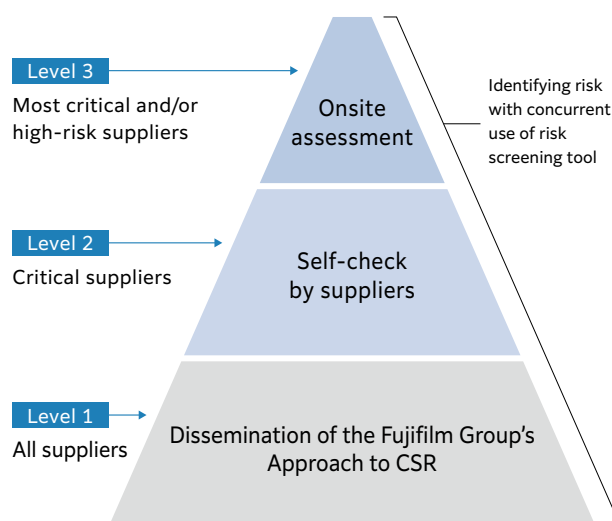 Level 3
Most critical and/or
high-risk suppliers
Onsite
assessment
Identifying risk
with concurrent
use of risk
screening tool
Level 2
Critical suppliers
Self-check
by suppliers
Level 1
All suppliers
Dissemination of the Fujifilm Group's
Approach to CSR